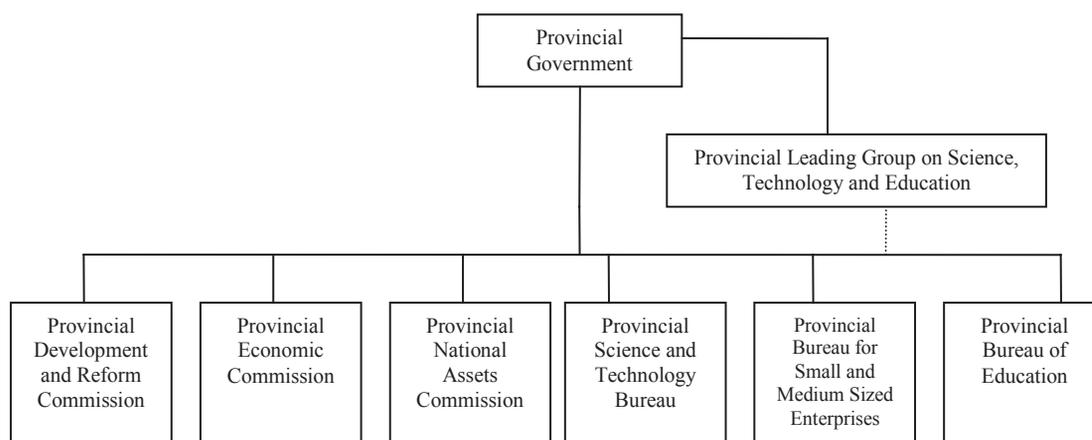 Provincial
Government
Provincial Leading Group on Science,
Technology and Education
Provincial
Development
and Reform
Commission
Provincial
Economic
Commission
Provincial
National
Assets
Commission
Provincial
Science and
Technology
Bureau
Provincial
Bureau for
Small and
Medium Sized
Enterprises
Provincial
Bureau of
Education